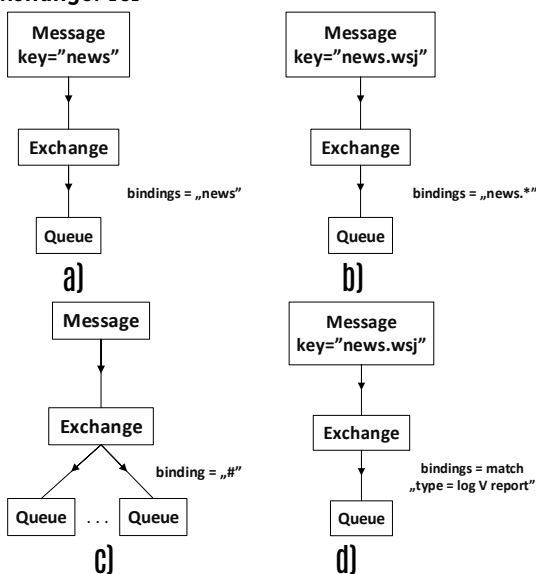 Message
key=”news”
Exchange
bindings = „news”
Queue
a)
Message
key=”news.wsj”
Exchange
bindings = „news.*”
Queue
b)
Message
Exchange
binding = „#”
Queue . . . Queue
c)
Message
key=”news.wsj”
Exchange
bindings = match
„type = log V report”
Queue
d)